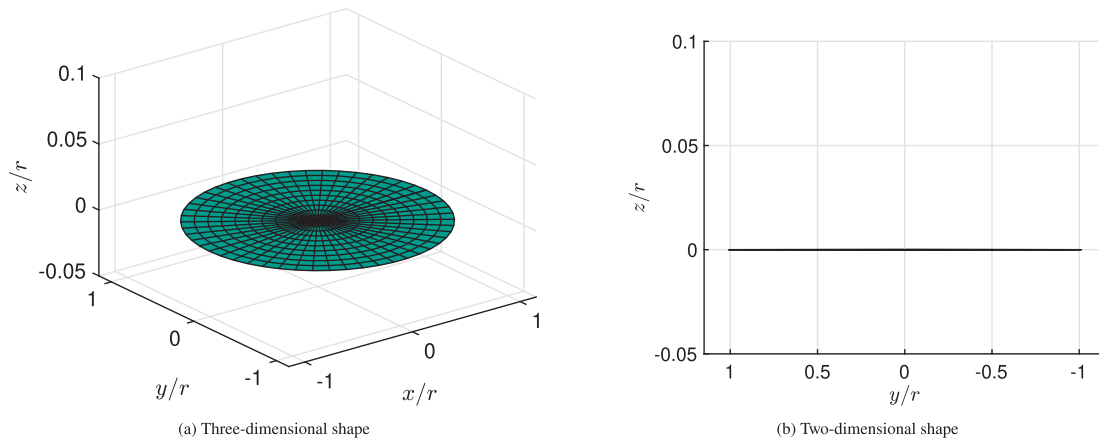 0.1
0.05
0
-0.05
z/r
1
0
-1
y/r
-1
0
1
x/r
(a) Three-dimensional shape
0.1
0.05
0
-0.05
z/r
1
0.5
0
-0.5
-1
y/r
(b) Two-dimensional shape